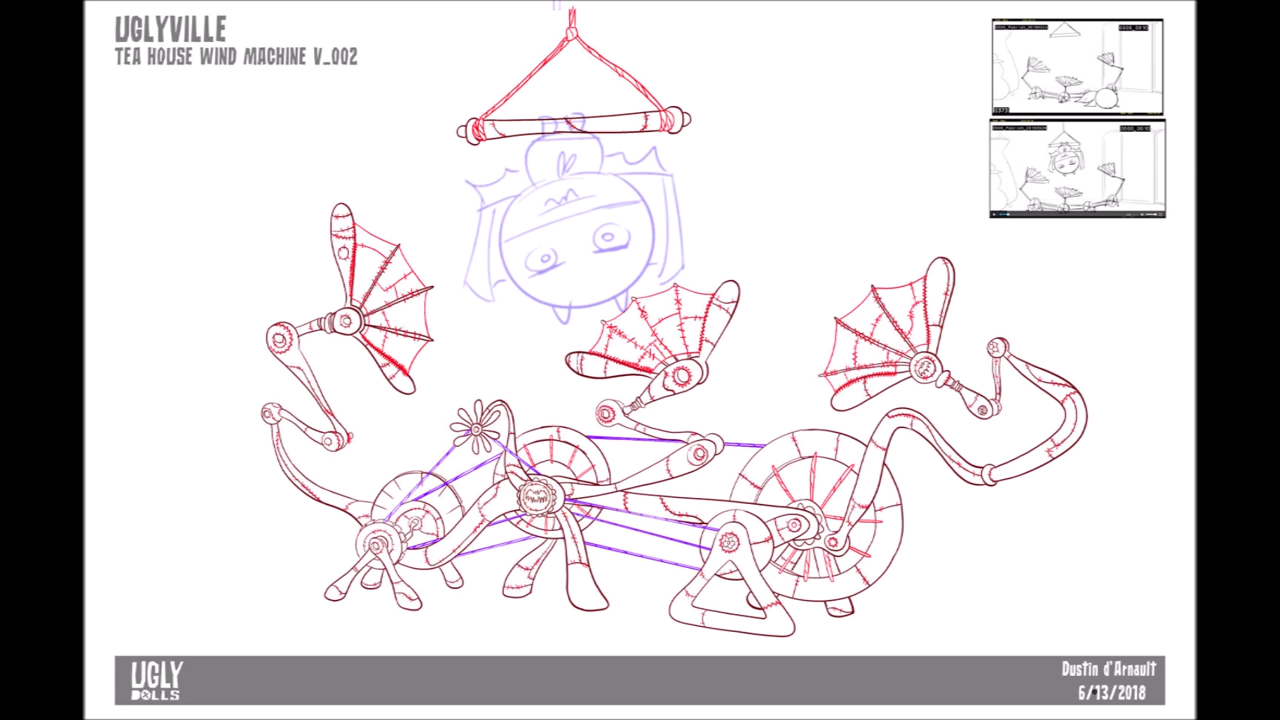 UGLYVILLE
TEA HOUSE WIND MACHINE V_002
UGLY
DOLLS
Dustin d'Arnault
6/13/2018